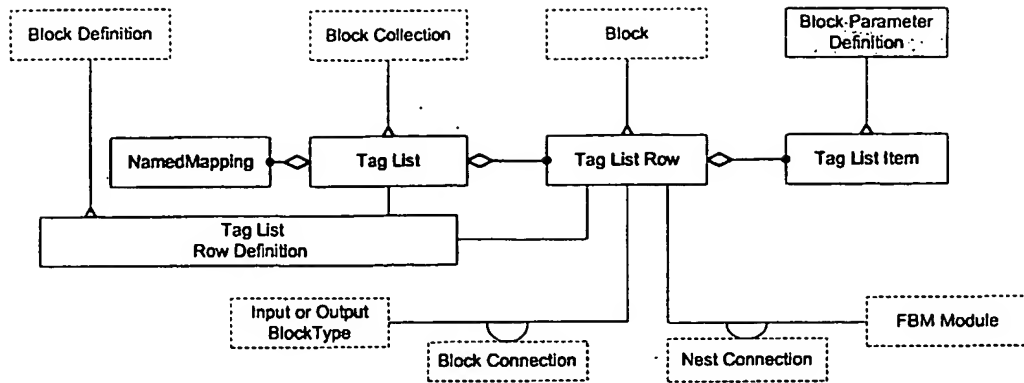 Block Definition
Block Collection
Block
Block-Parameter
Definition
NamedMapping
Tag List
Tag List Row
Tag List Item
Tag List
Row Definition
Input or Output
BlockType
Block Connection
Nest Connection
FBM Module